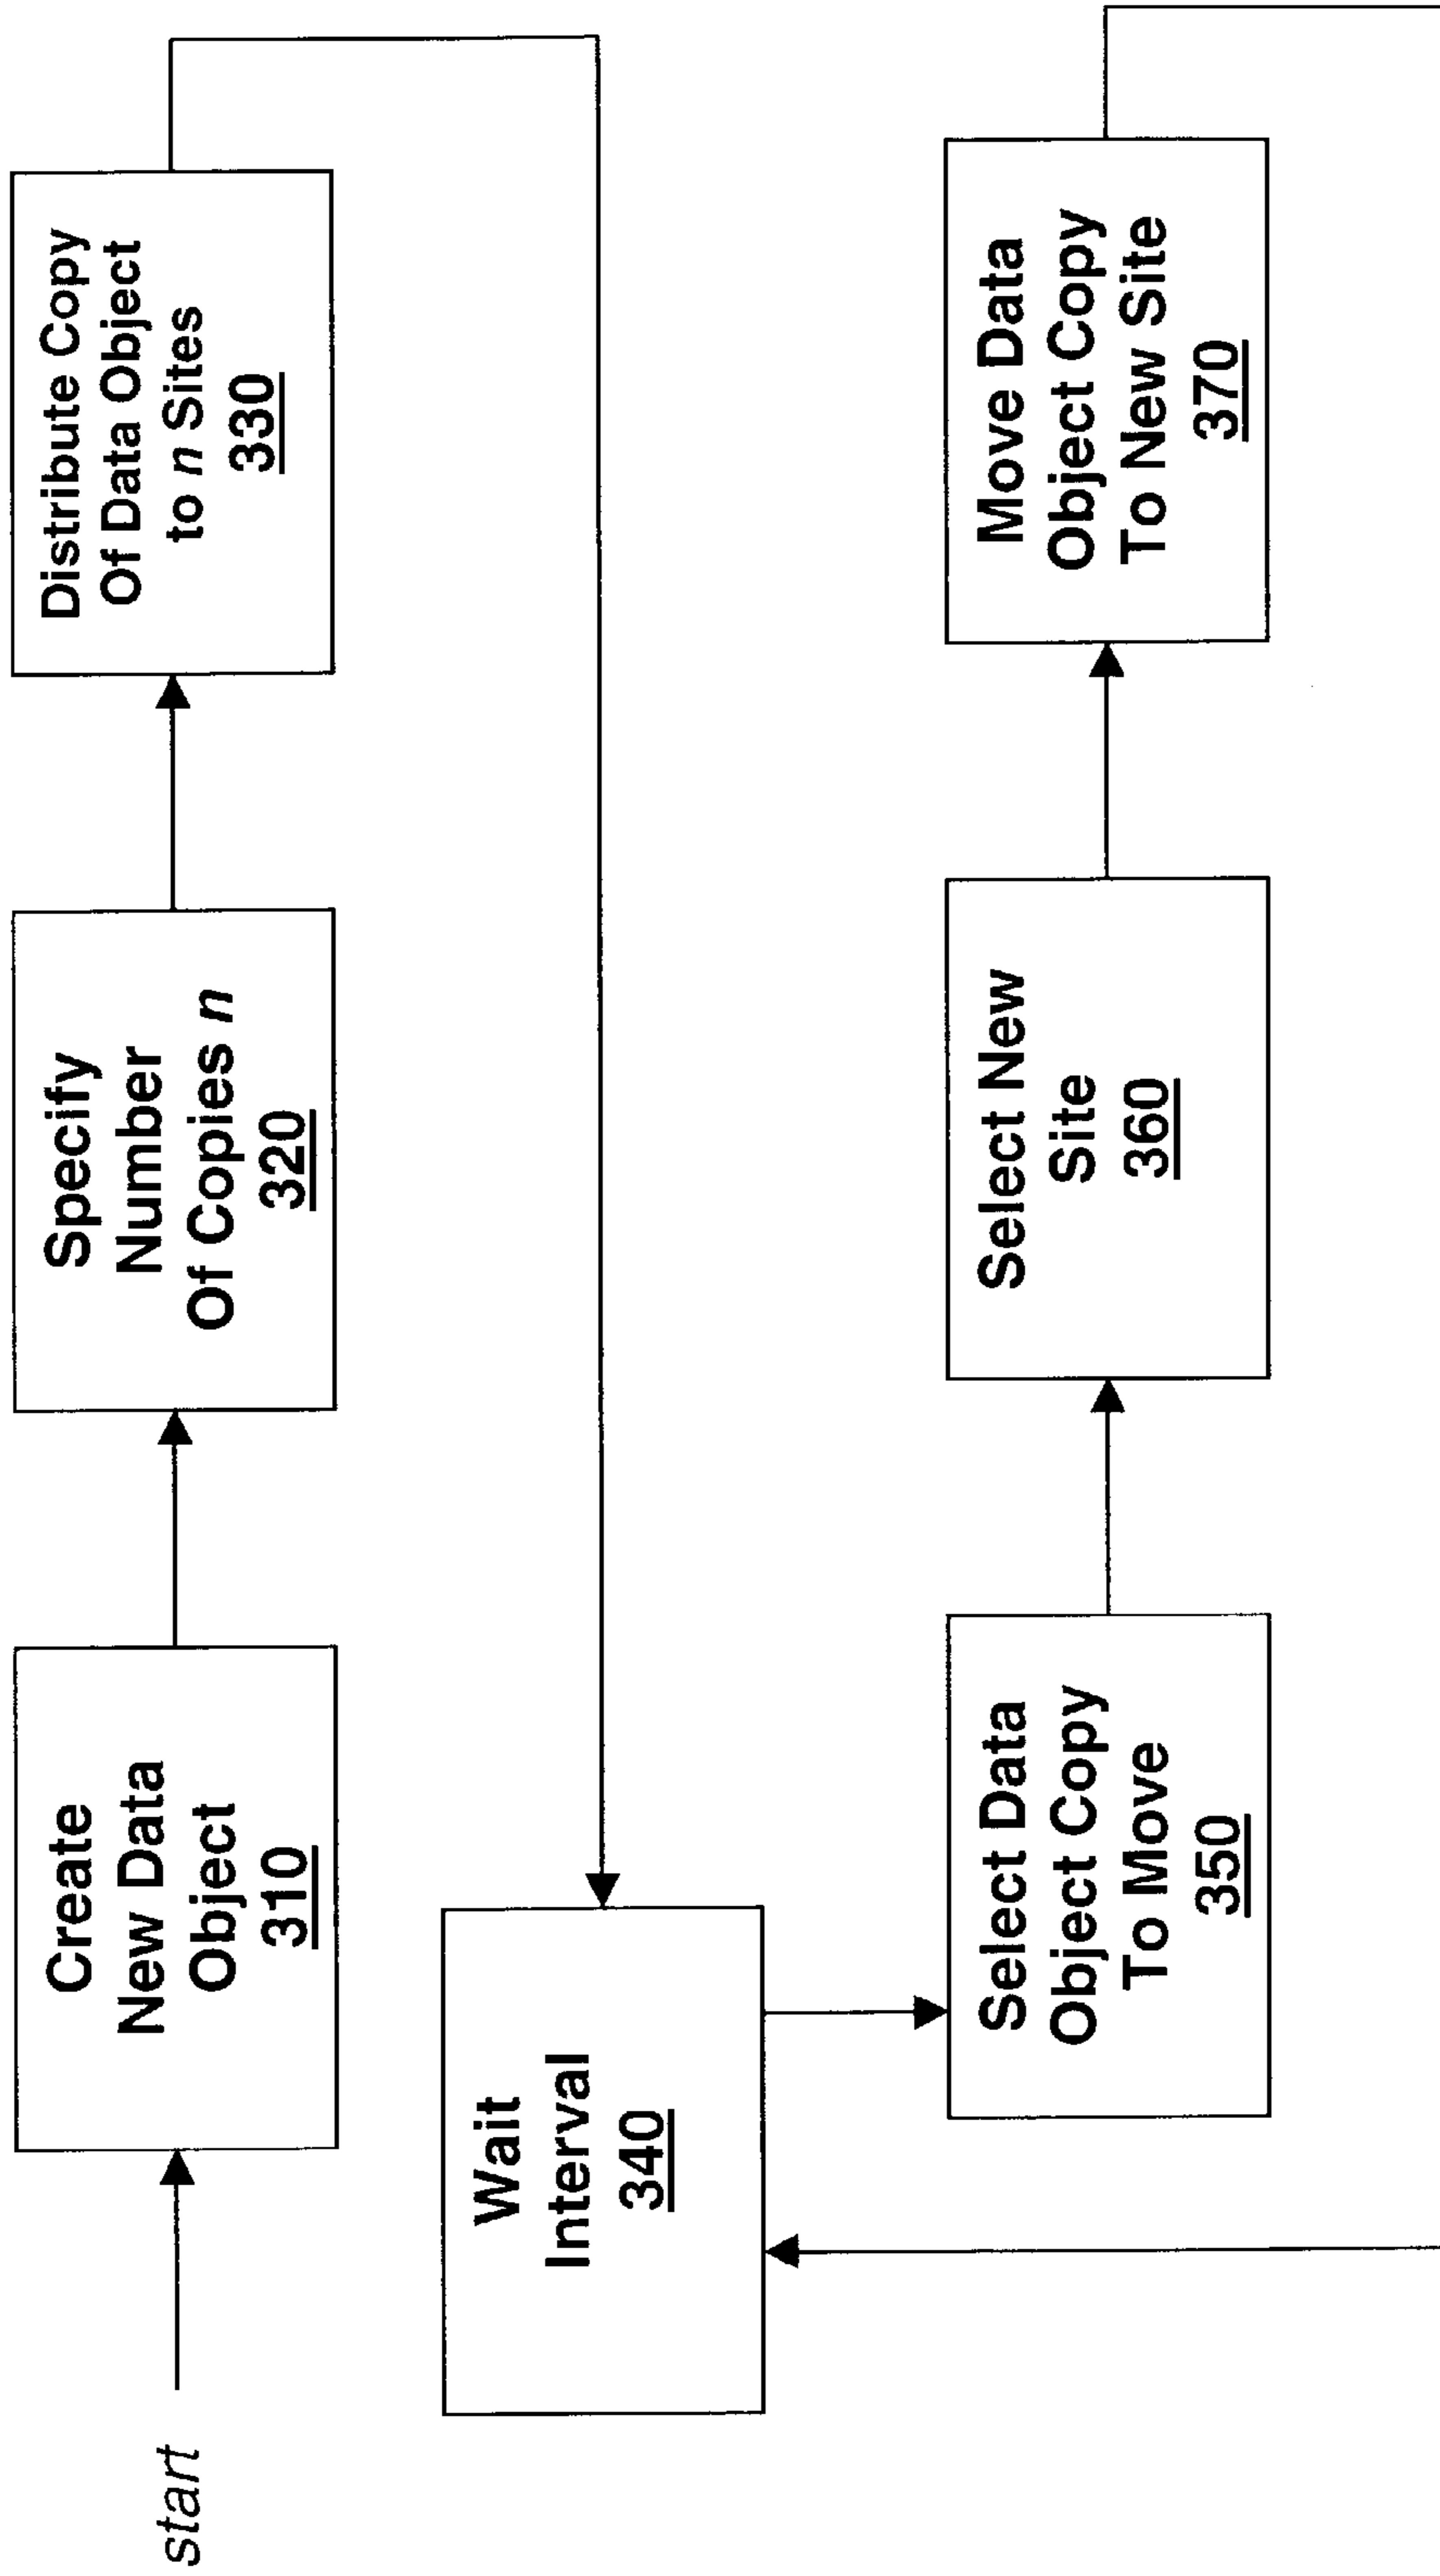 start
Create
New Data
Object
310
Specify
Number
Of Copies n
320
Distribute Copy
Of Data Object
to n Sites
330
Wait
Interval
340
Select Data
Object Copy
To Move
350
Select New
Site
360
Move Data
Object Copy
To New Site
370